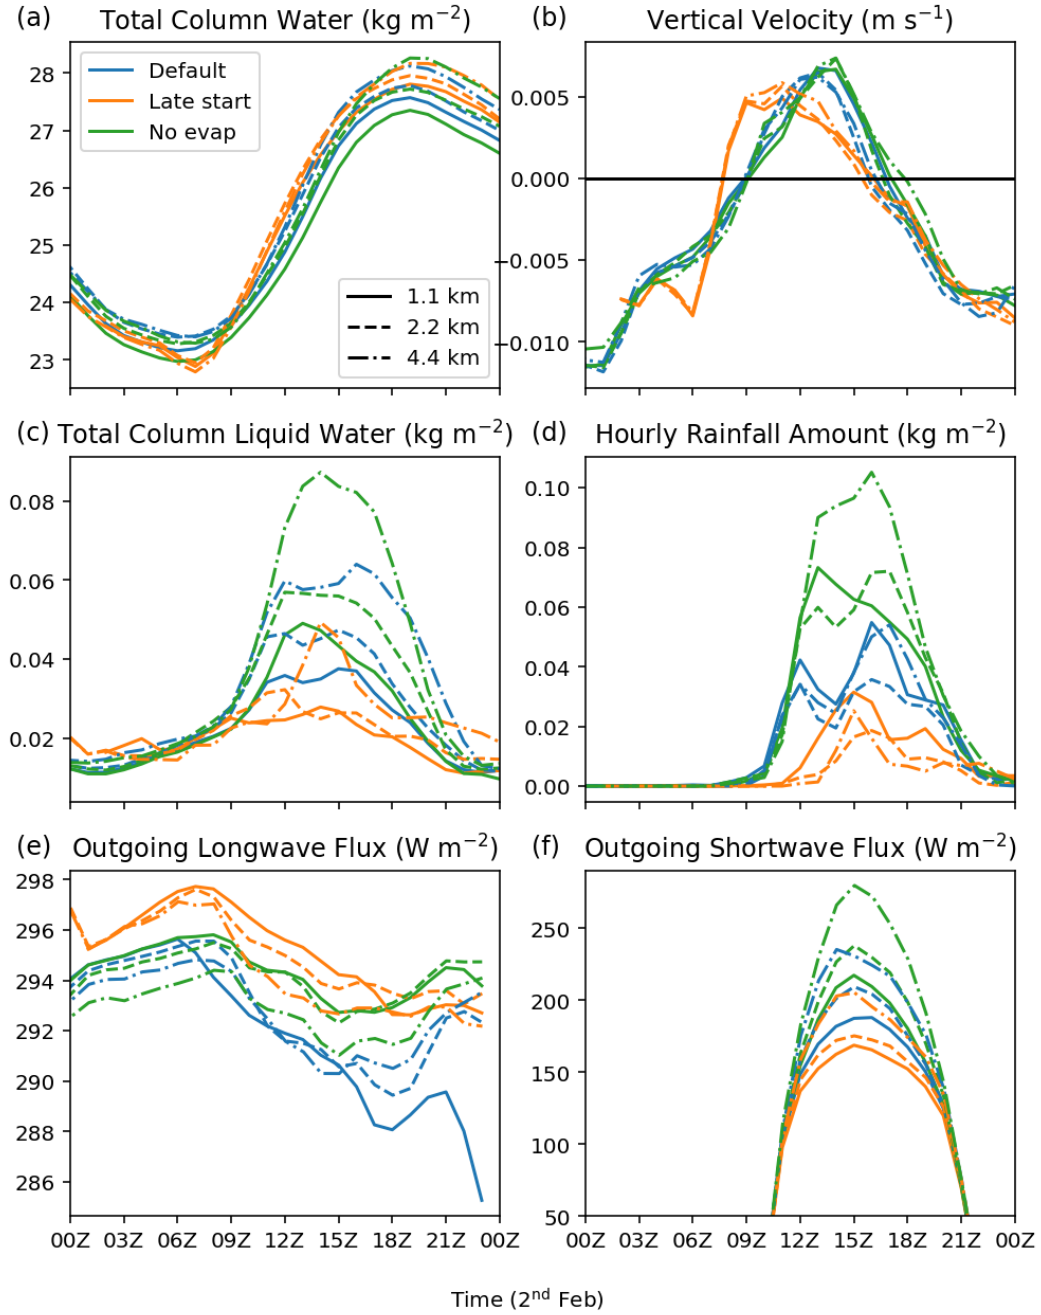 (a) Total Column Water (kg m⁻²)
28
27
26
25
24
23
Default
Late start
No evap
1.1 km
2.2 km
4.4 km
(b) Vertical Velocity (m s⁻¹)
0.005
0.000
−0.005
−0.010
(c) Total Column Liquid Water (kg m⁻²)
0.08
0.06
0.04
0.02
(d) Hourly Rainfall Amount (kg m⁻²)
0.10
0.08
0.06
0.04
0.02
0.00
(e) Outgoing Longwave Flux (W m⁻²)
298
296
294
292
290
288
286
00Z 03Z 06Z 09Z 12Z 15Z 18Z 21Z 00Z
(f) Outgoing Shortwave Flux (W m⁻²)
250
200
150
100
50
00Z 03Z 06Z 09Z 12Z 15Z 18Z 21Z 00Z
Time (2ⁿᵈ Feb)